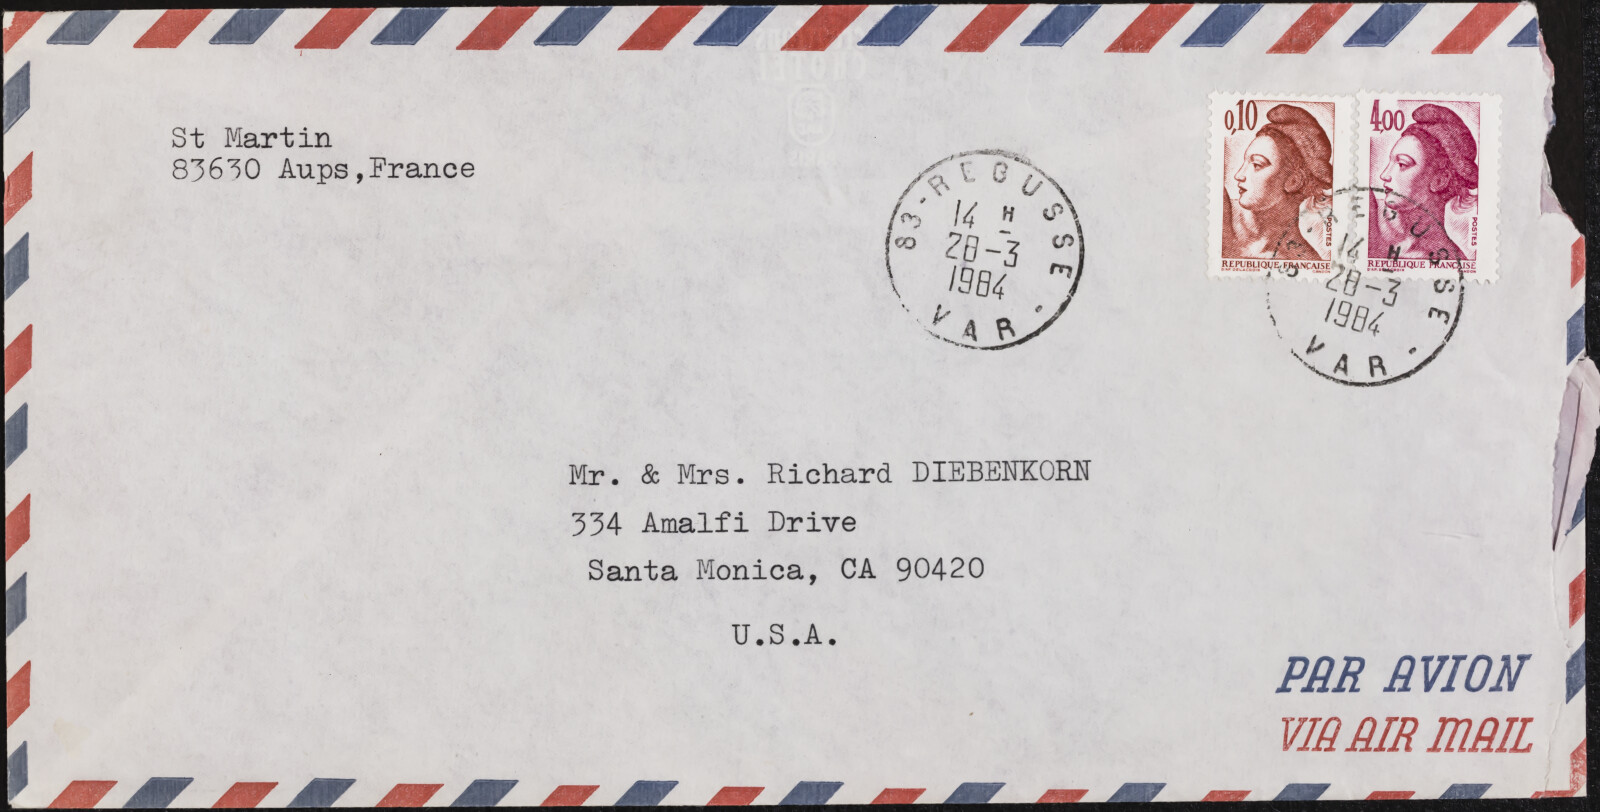 St Martin
83630 Aups,France
0,10
POSTES
REPUBLIQUE FRANÇAISE
4,00
POSTES
REPUBLIQUE FRANÇAISE
83-REGUSSE
14 H
28-3
1984
VAR
14 H
28-3
1984
VAR
Mr. & Mrs. Richard DIEBENKORN
334 Amalfi Drive
Santa Monica, CA 90420
U.S.A.
PAR AVION
VIA AIR MAIL